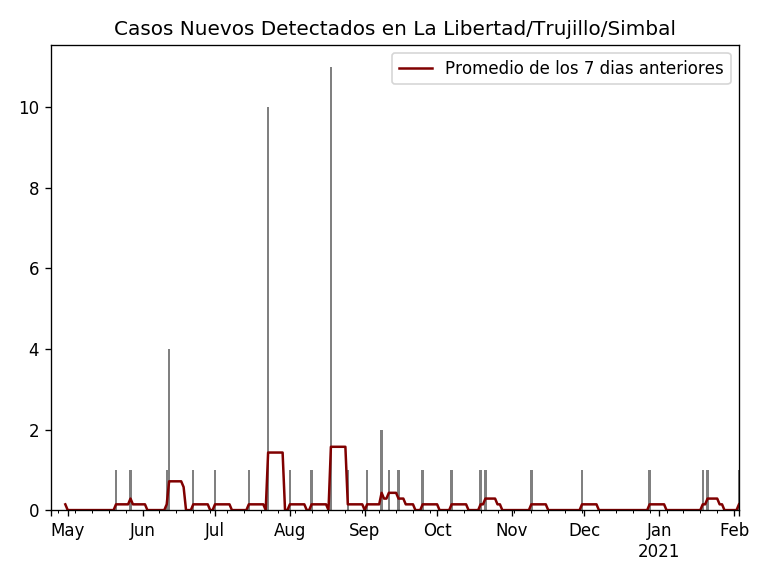 Casos Nuevos Detectados en La Libertad/Trujillo/Simbal
Promedio de los 7 dias anteriores
10
8
6
4
2
0
May Jun Jul Aug Sep Oct Nov Dec Jan Feb
2021